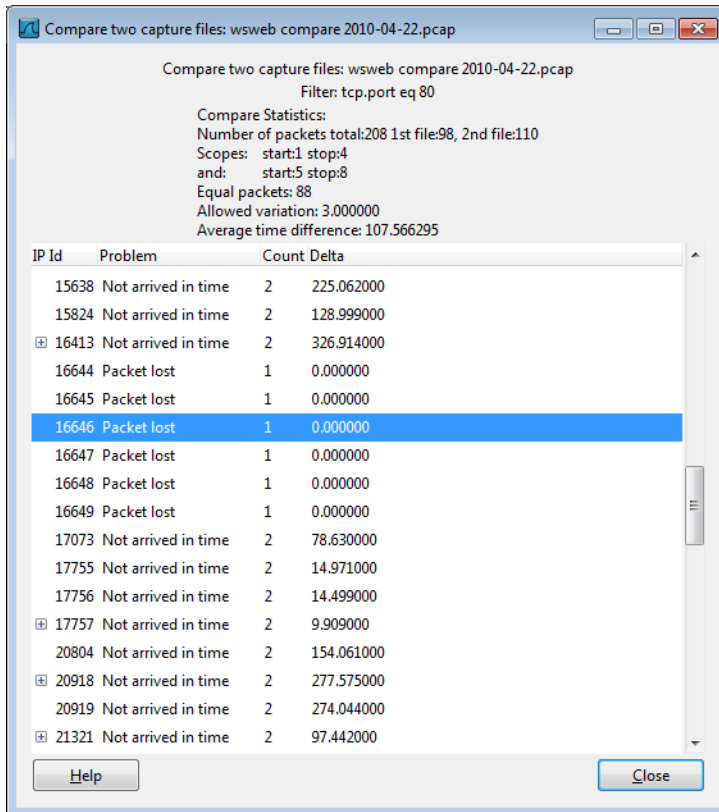 Compare two capture files: wsweb compare 2010-04-22.pcap
Compare two capture files: wsweb compare 2010-04-22.pcap
Filter: tcp.port eq 80
Compare Statistics:
Number of packets total:208 1st file:98, 2nd file:110
Scopes: start:1 stop:4
and: start:5 stop:8
Equal packets: 88
Allowed variation: 3.000000
Average time difference: 107.566295
IP Id Problem Count Delta
15638 Not arrived in time 2 225.062000
15824 Not arrived in time 2 128.999000
16413 Not arrived in time 2 326.914000
16644 Packet lost 1 0.000000
16645 Packet lost 1 0.000000
16646 Packet lost 1 0.000000
16647 Packet lost 1 0.000000
16648 Packet lost 1 0.000000
16649 Packet lost 1 0.000000
17073 Not arrived in time 2 78.630000
17755 Not arrived in time 2 14.971000
17756 Not arrived in time 2 14.499000
17757 Not arrived in time 2 9.909000
20804 Not arrived in time 2 154.061000
20918 Not arrived in time 2 277.575000
20919 Not arrived in time 2 274.044000
21321 Not arrived in time 2 97.442000
Help Close